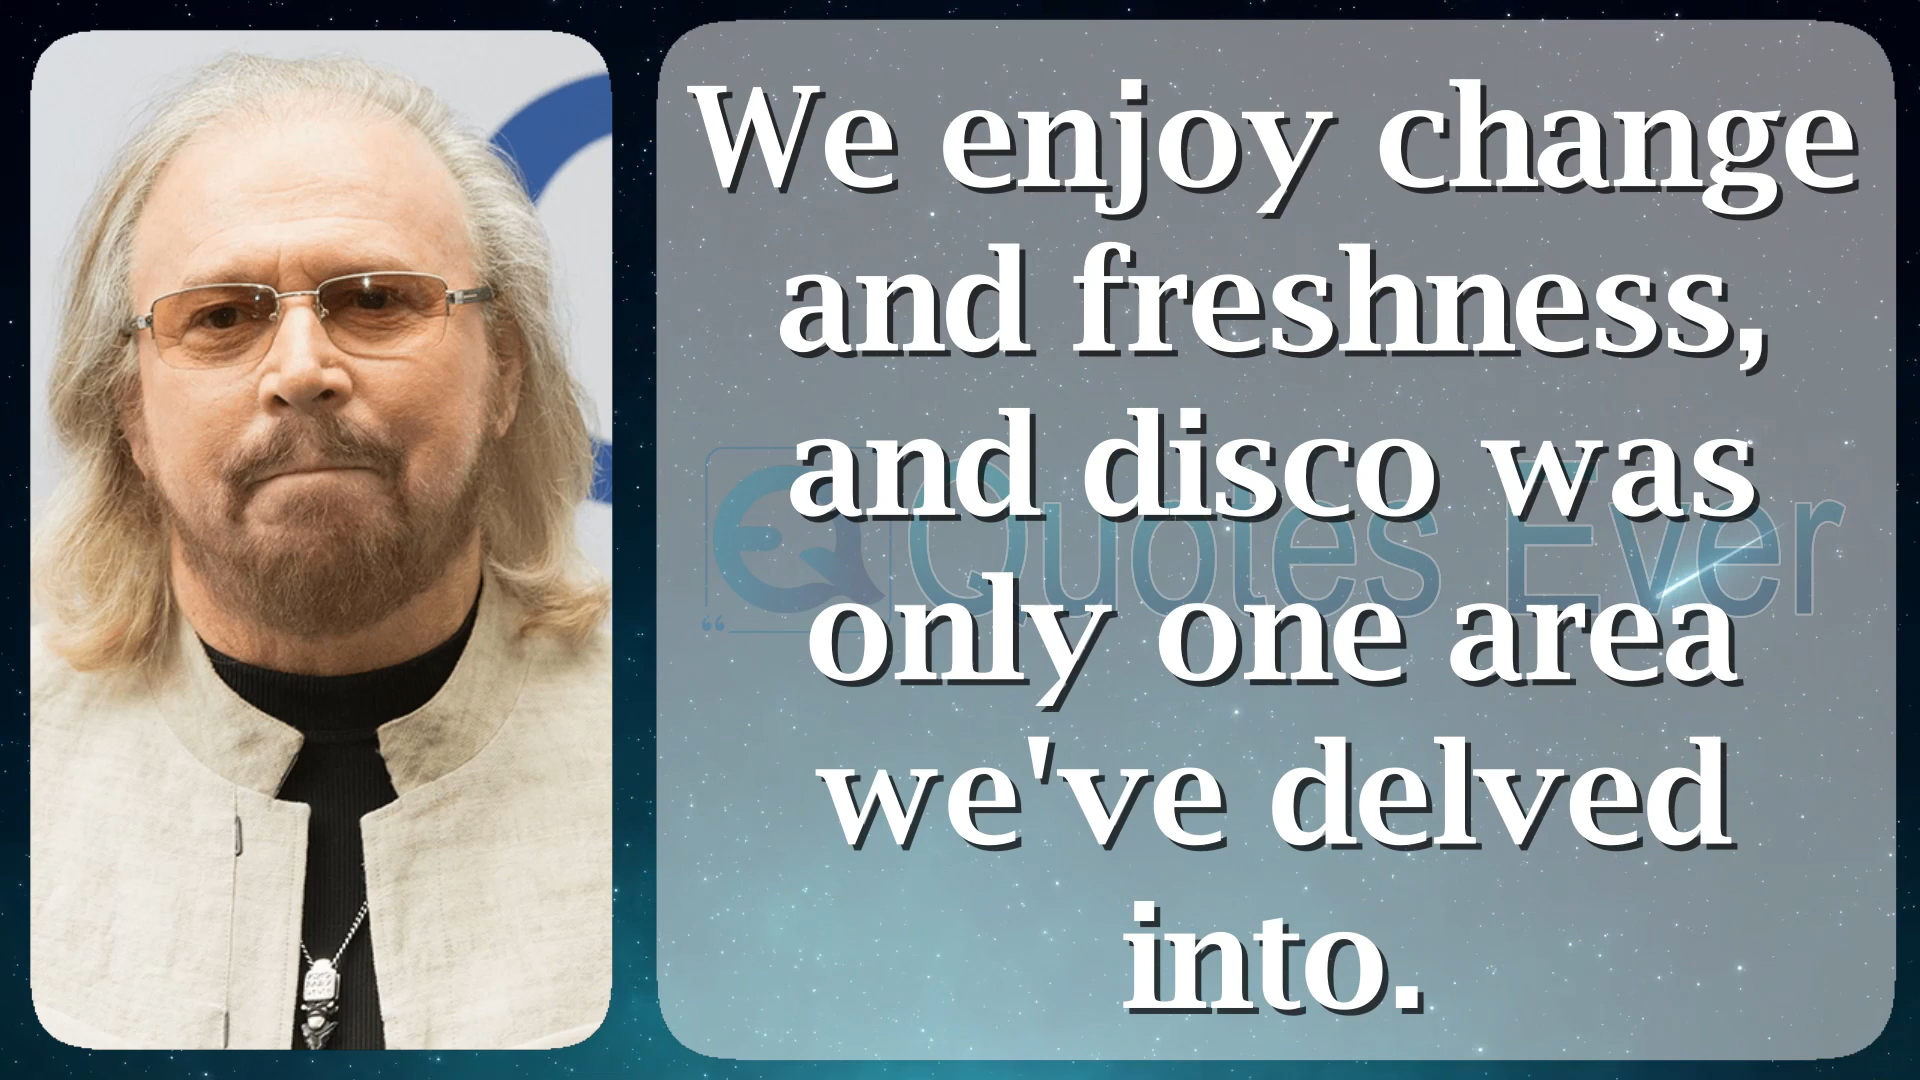 We enjoy change
and freshness,
and disco was
Quotes Ever
only one area
we've delved
into.